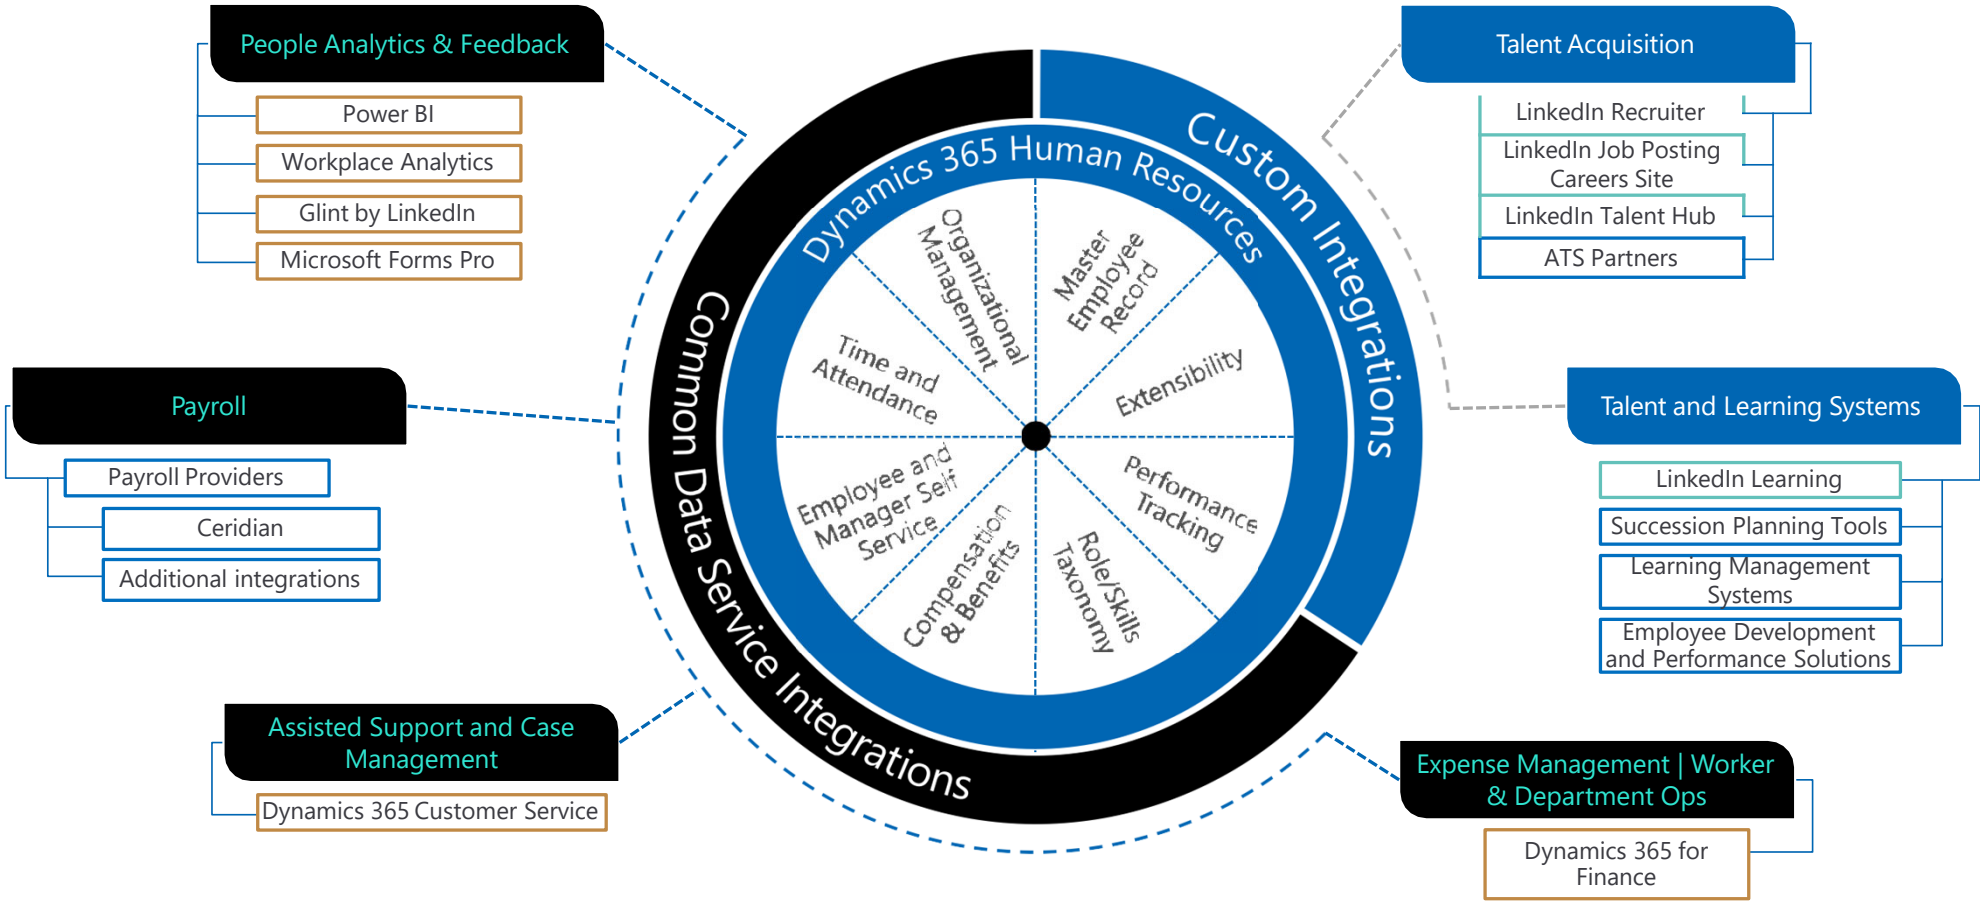 People Analytics & Feedback
Power BI
Workplace Analytics
Glint by LinkedIn
Microsoft Forms Pro
Payroll
Payroll Providers
Ceridian
Additional integrations
Assisted Support and Case
Management
Dynamics 365 Customer Service
Common Data Service Integrations
Custom Integrations
Dynamics 365 Human Resources
Organizational
Management
Master
Employee
Record
Time and
Attendance
Extensibility
Employee and
Manager Self
Service
Performance
Tracking
Compensation
& Benefits
Role/Skills
Taxonomy
Talent Acquisition
LinkedIn Recruiter
LinkedIn Job Posting
Careers Site
LinkedIn Talent Hub
ATS Partners
Talent and Learning Systems
LinkedIn Learning
Succession Planning Tools
Learning Management
Systems
Employee Development
and Performance Solutions
Expense Management | Worker
& Department Ops
Dynamics 365 for
Finance